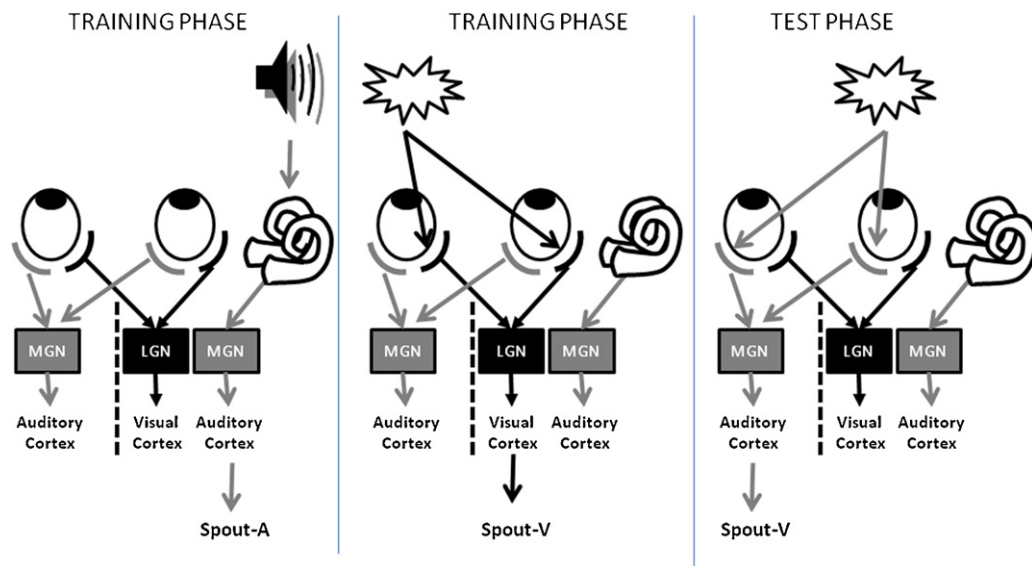 TRAINING PHASE
MGN
LGN
MGN
Auditory
Cortex
Visual
Cortex
Auditory
Cortex
Spout-A
TRAINING PHASE
MGN
LGN
MGN
Auditory
Cortex
Visual
Cortex
Auditory
Cortex
Spout-V
TEST PHASE
MGN
LGN
MGN
Auditory
Cortex
Visual
Cortex
Auditory
Cortex
Spout-V